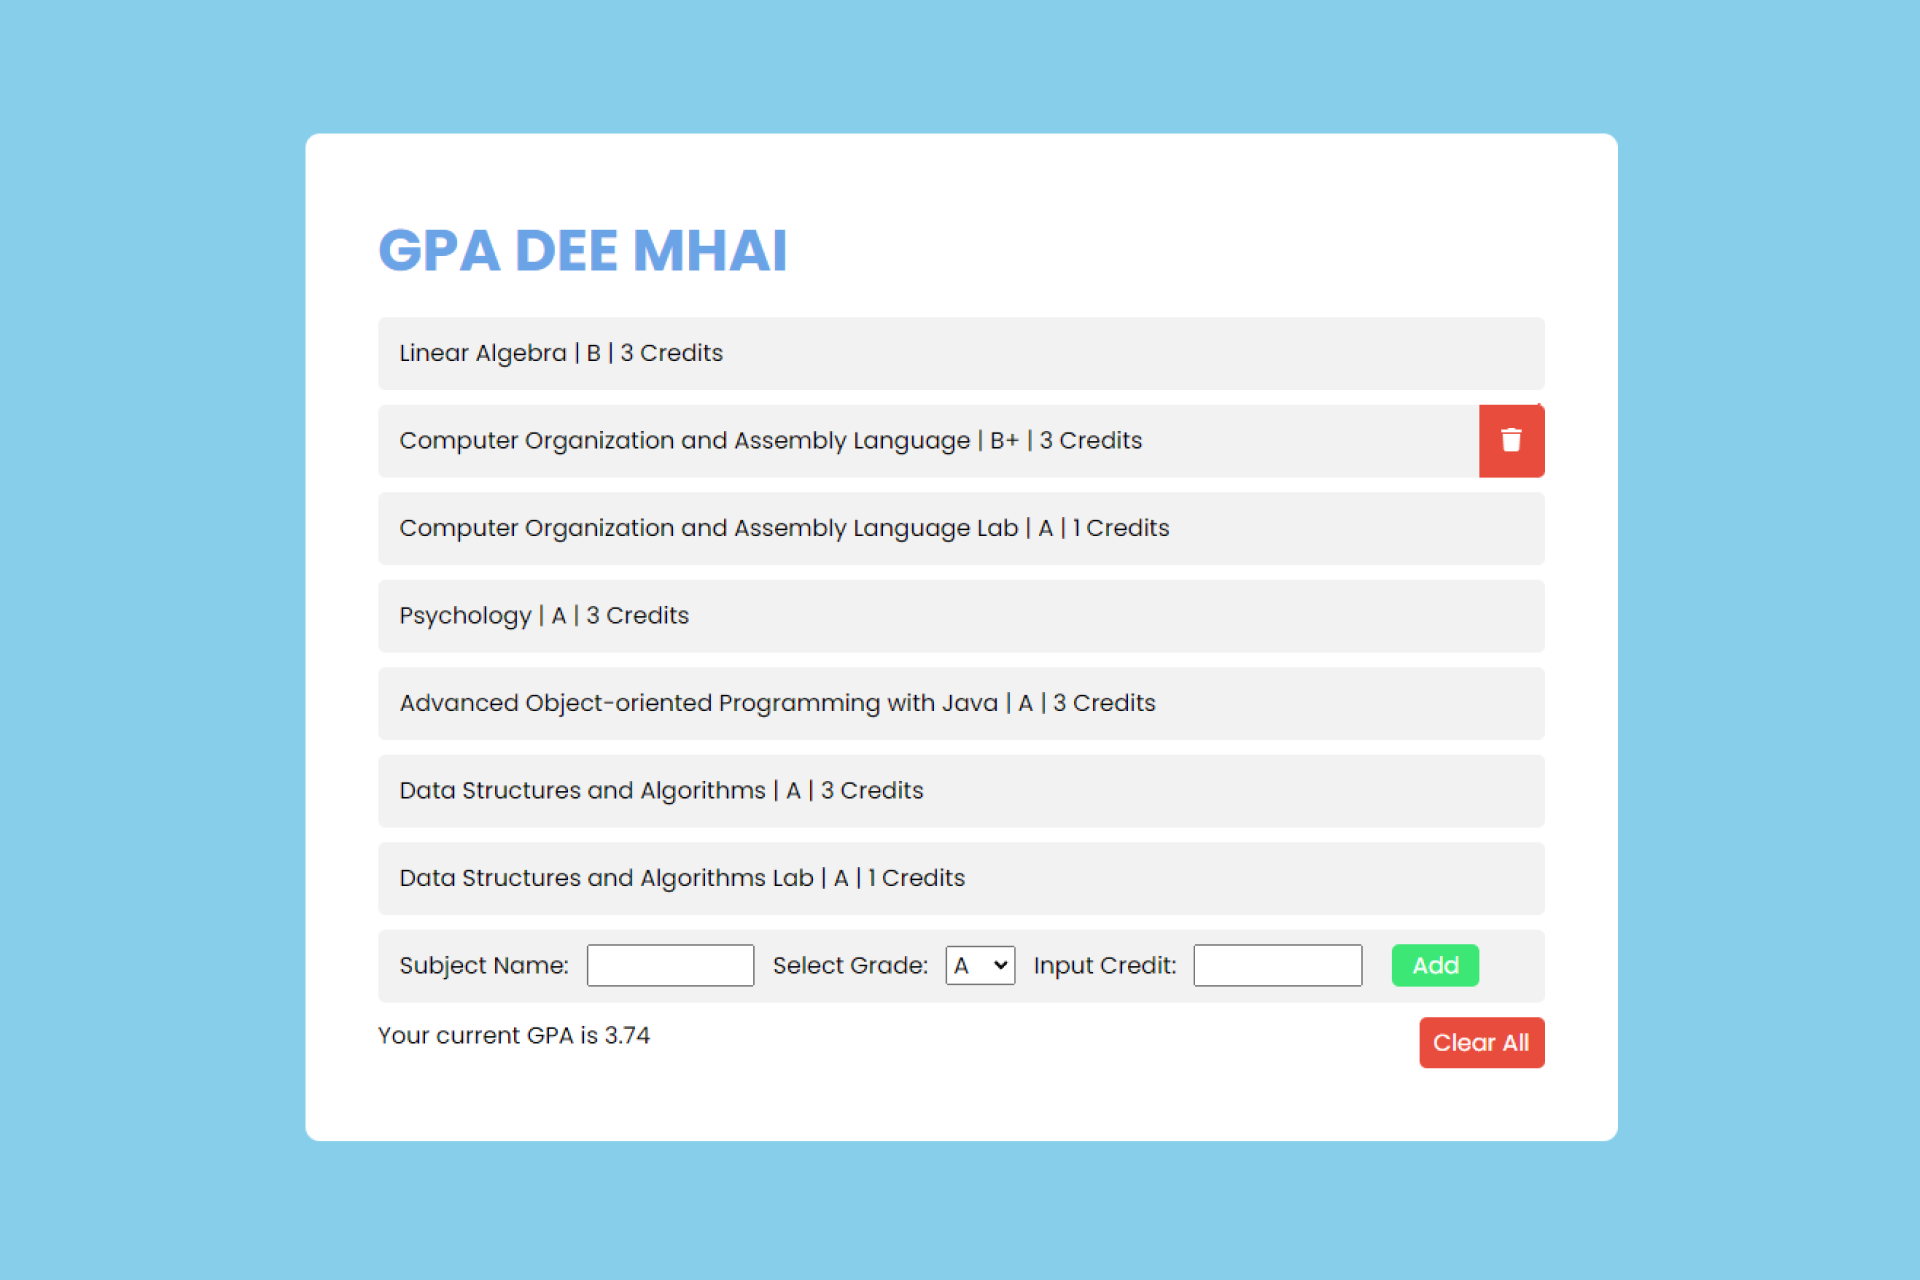 GPA DEE MHAI
Linear Algebra | B | 3 Credits
Computer Organization and Assembly Language | B+ | 3 Credits
Computer Organization and Assembly Language Lab | A | 1 Credits
Psychology | A | 3 Credits
Advanced Object-oriented Programming with Java | A | 3 Credits
Data Structures and Algorithms | A | 3 Credits
Data Structures and Algorithms Lab | A | 1 Credits
Subject Name: Select Grade: A Input Credit: Add
Your current GPA is 3.74
Clear All